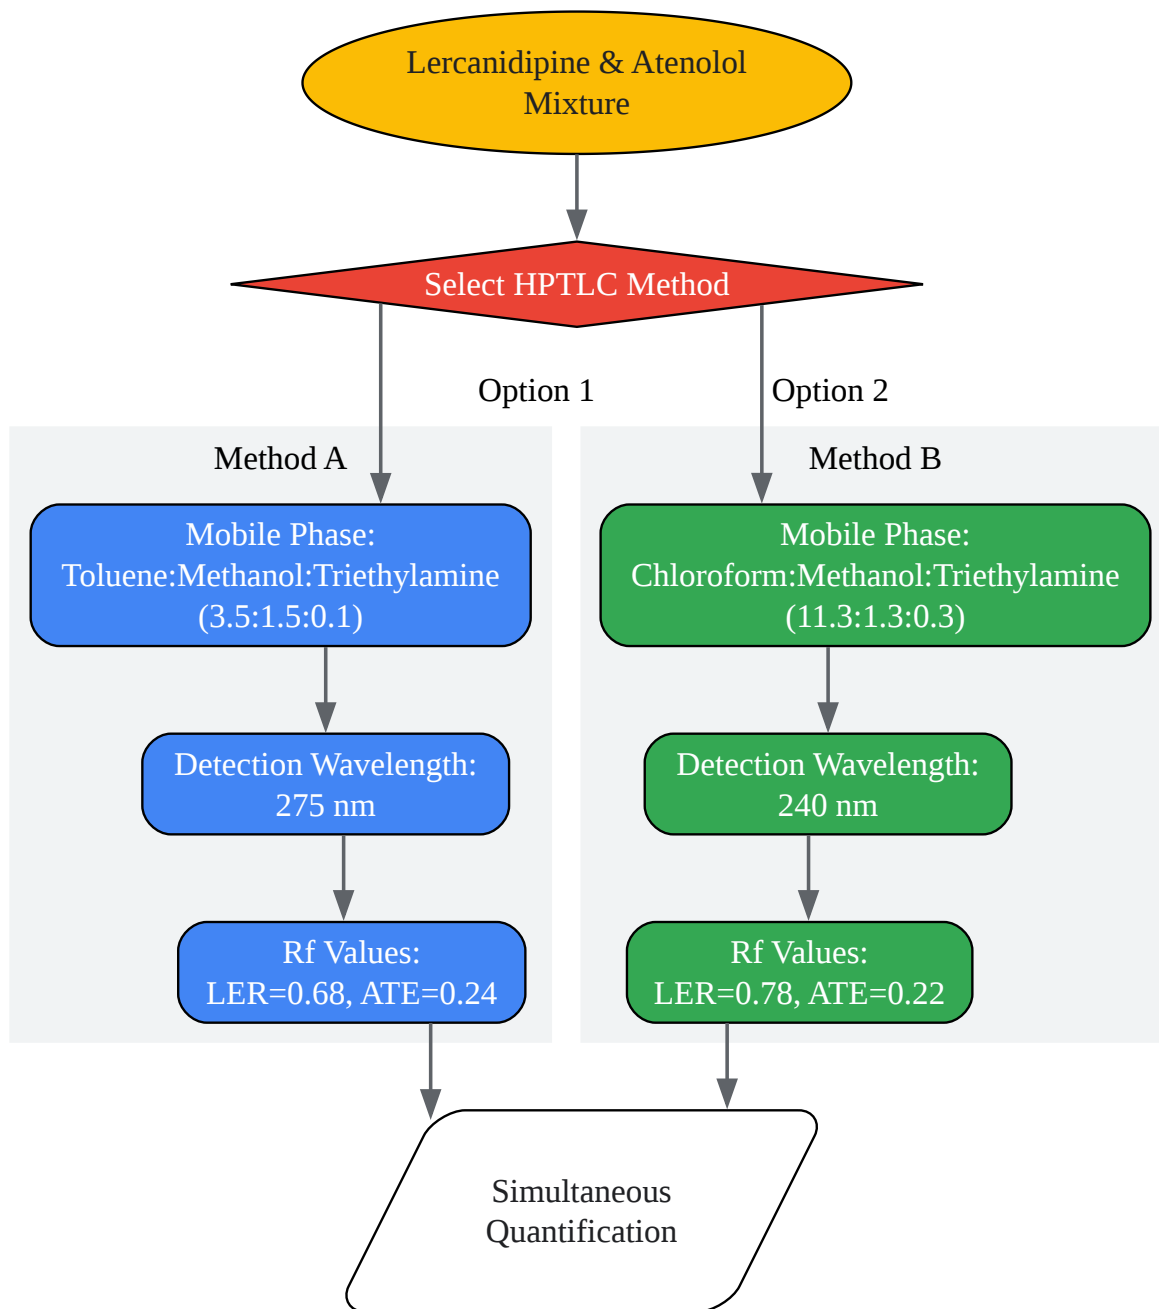 Lercanidipine & Atenolol
Mixture
Select HPTLC Method
Option 1
Option 2
Method A
Mobile Phase:
Toluene:Methanol:Triethylamine
(3.5:1.5:0.1)
Detection Wavelength:
275 nm
Rf Values:
LER=0.68, ATE=0.24
Method B
Mobile Phase:
Chloroform:Methanol:Triethylamine
(11.3:1.3:0.3)
Detection Wavelength:
240 nm
Rf Values:
LER=0.78, ATE=0.22
Simultaneous
Quantification